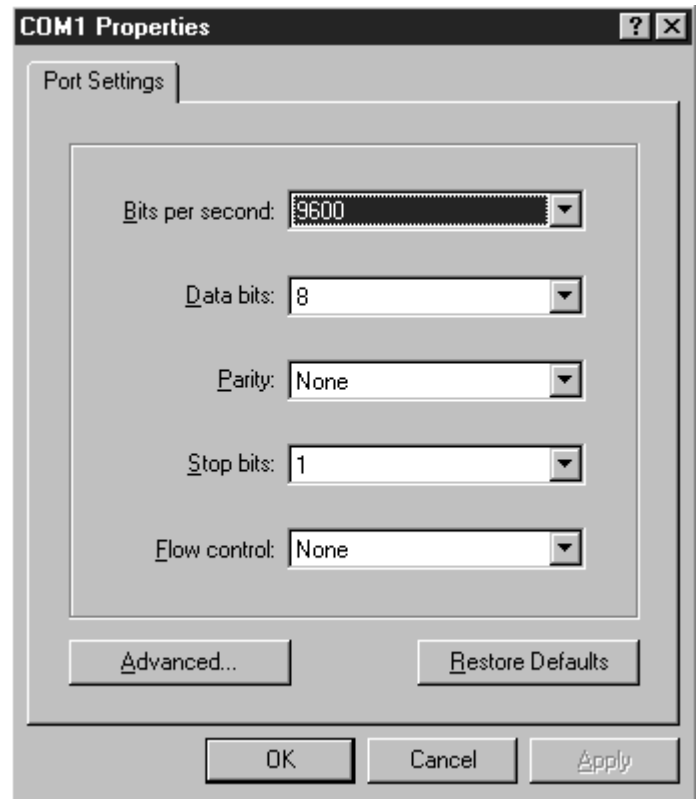 COM1 Properties
Port Settings
Bits per second: 9600
Data bits: 8
Parity: None
Stop bits: 1
Flow control: None
Advanced... Restore Defaults
OK Cancel Apply